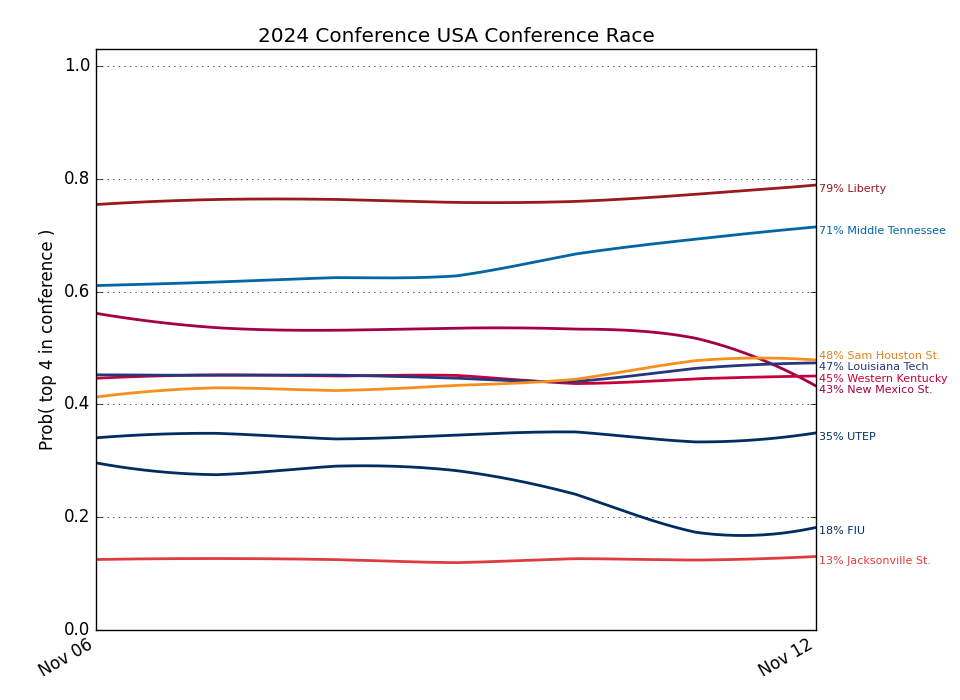 2024 Conference USA Conference Race
Prob( top 4 in conference )
1.0
0.8
0.6
0.4
0.2
0.0
Nov 06
Nov 12
79% Liberty
71% Middle Tennessee
48% Sam Houston St.
47% Louisiana Tech
45% Western Kentucky
43% New Mexico St.
35% UTEP
18% FIU
13% Jacksonville St.